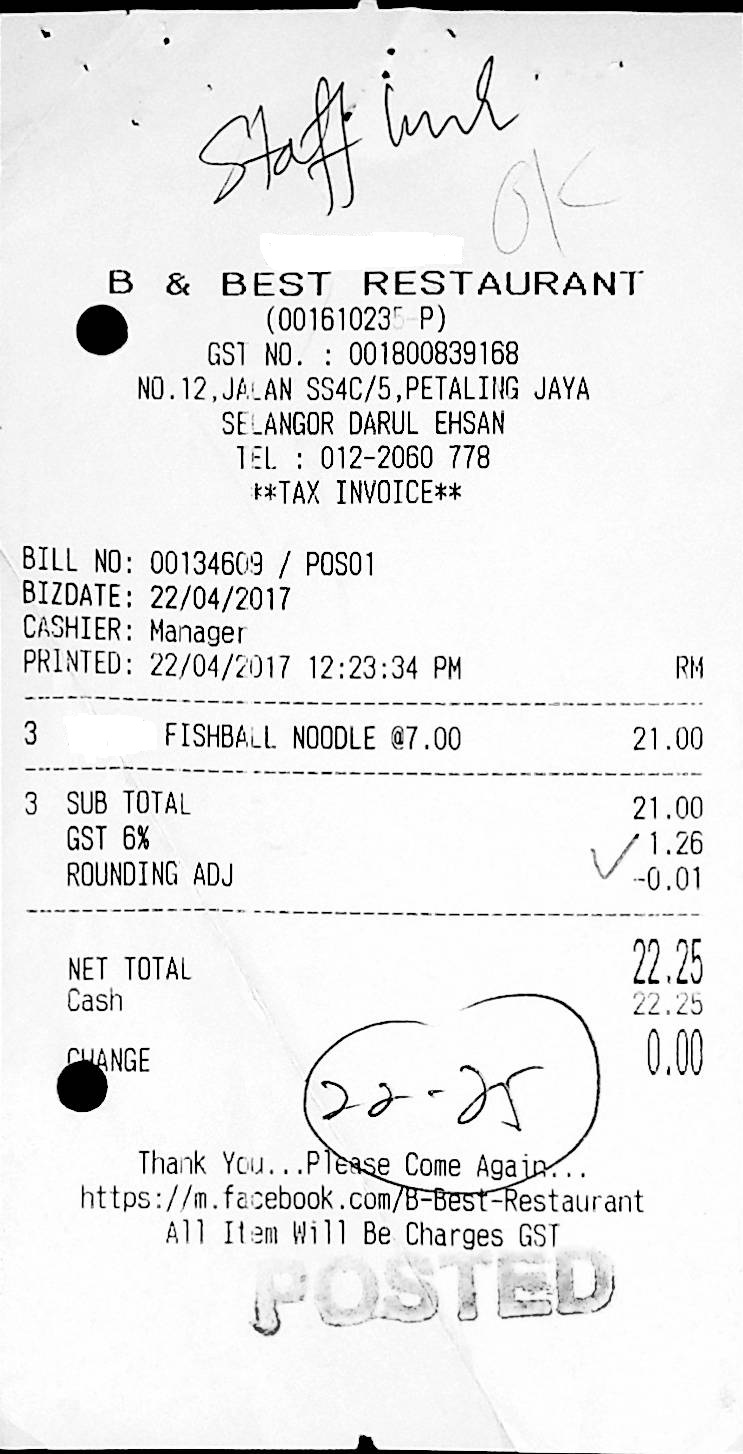 Staff
OK
B & BEST RESTAURANT
(001610235-P)
GST NO. : 001800839168
NO.12,JALAN SS4C/5,PETALING JAYA
SELANGOR DARUL EHSAN
TEL : 012-2060 778
**TAX INVOICE**
BILL NO: 00134609 / POS01
BIZDATE: 22/04/2017
CASHIER: Manager
PRINTED: 22/04/2017 12:23:34 PM RM
3 FISHBALL NOODLE @7.00 21.00
3 SUB TOTAL 21.00
GST 6% 1.26
ROUNDING ADJ -0.01
NET TOTAL 22.25
Cash 22.25
CHANGE 0.00
22-25
Thank You...Please Come Again...
https://m.facebook.com/B-Best-Restaurant
All Item Will Be Charges GST
POSTED